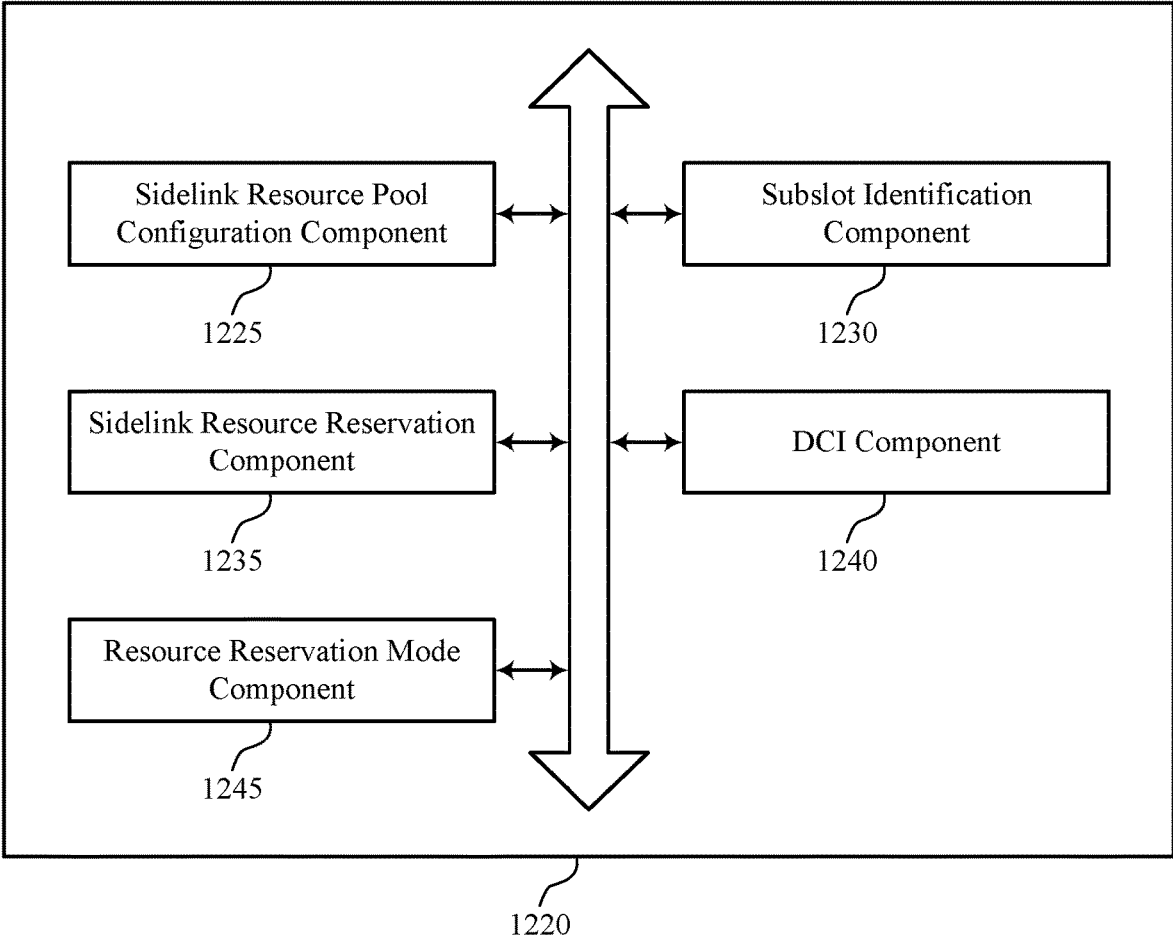 Sidelink Resource Pool
Configuration Component
1225
Subslot Identification
Component
1230
Sidelink Resource Reservation
Component
1235
DCI Component
1240
Resource Reservation Mode
Component
1245
1220